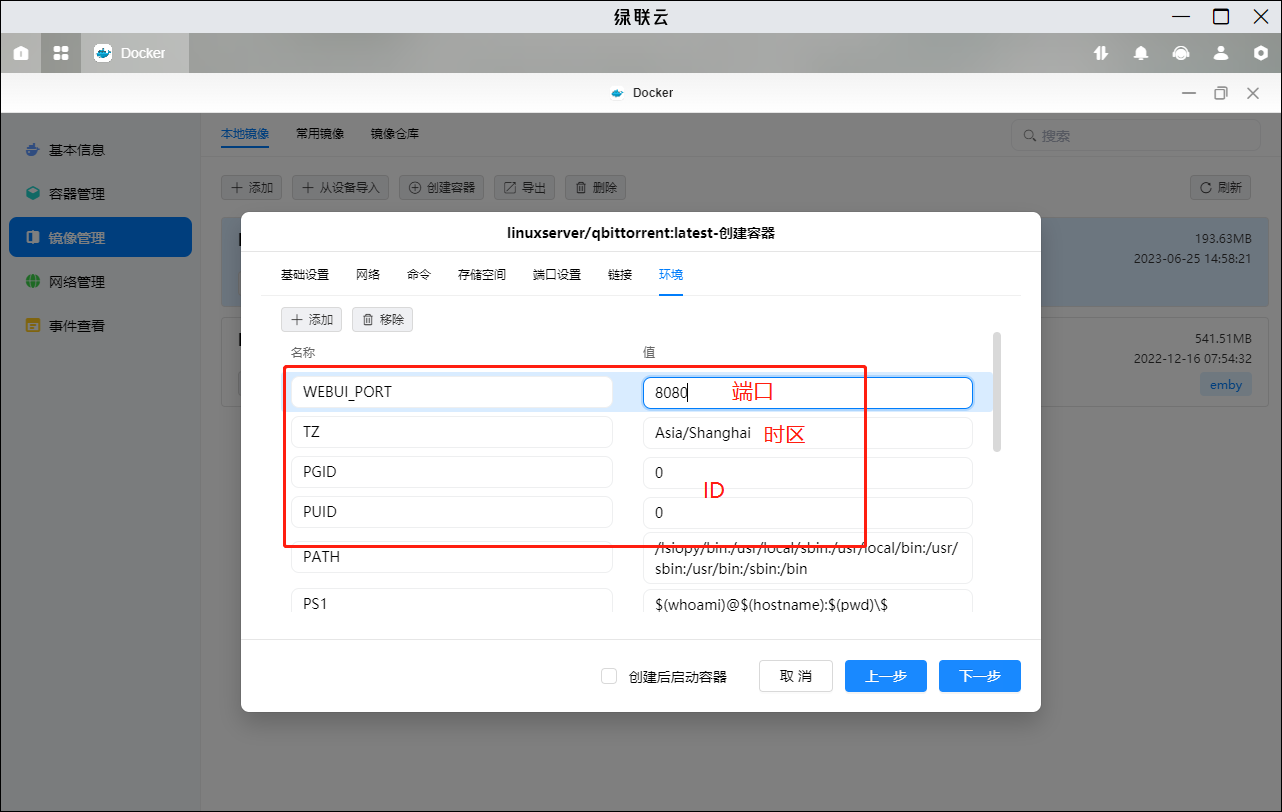 绿联云
Docker
Docker
基本信息
容器管理
镜像管理
网络管理
事件查看
本地镜像 常用镜像 镜像仓库
搜索
添加 从设备导入 创建容器 导出 删除 刷新
193.63MB
2023-06-25 14:58:21
541.51MB
2022-12-16 07:54:32
emby
linuxserver/qbittorrent:latest-创建容器
基础设置 网络 命令 存储空间 端口设置 链接 环境
添加 移除
名称 值
WEBUI_PORT 8080 端口
TZ Asia/Shanghai 时区
PGID 0
ID
PUID 0
PATH /lsiopy/bin:/usr/local/sbin:/usr/local/bin:/usr/
sbin:/usr/bin:/sbin:/bin
PS1 $(whoami)@$(hostname):$(pwd)\$
创建后启动容器 取消 上一步 下一步